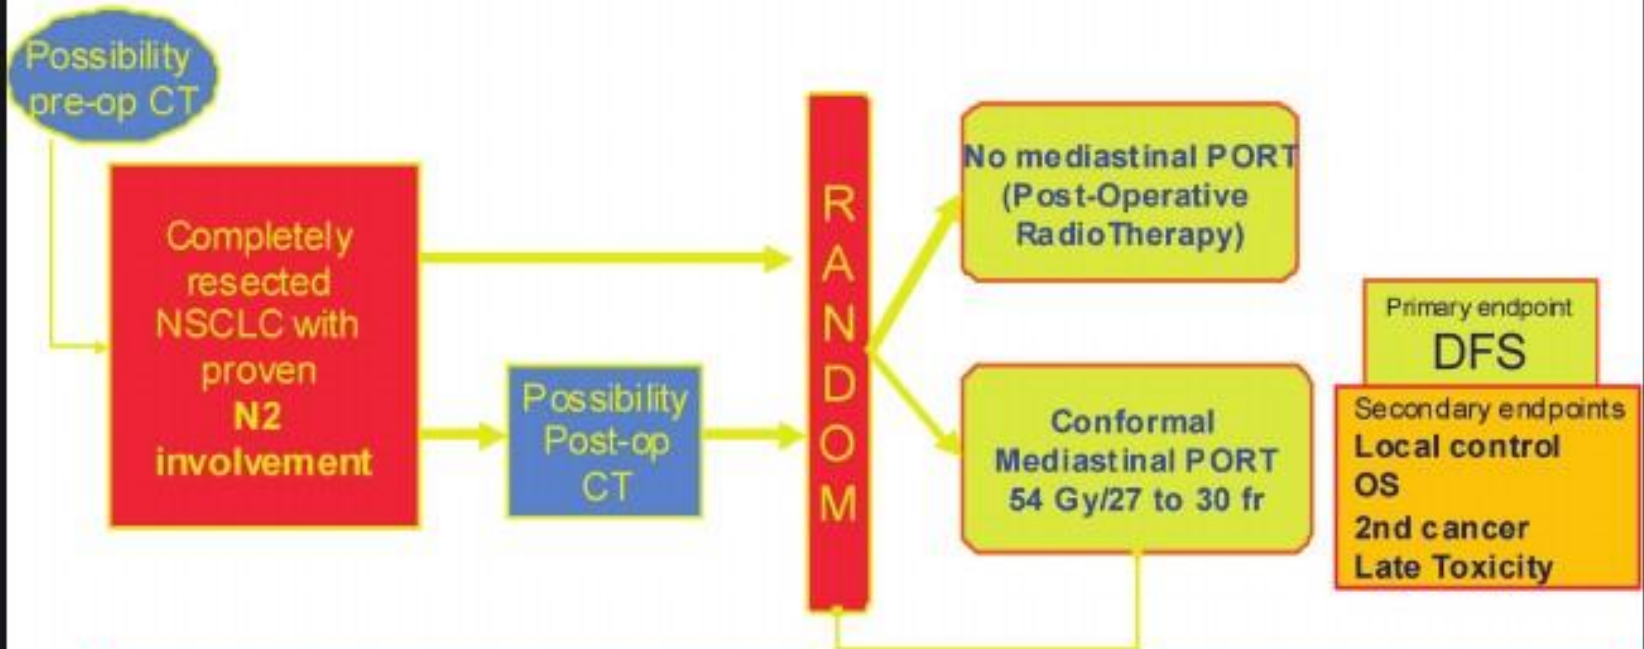 Possibility
pre-op CT
Completely
resected
NSCLC with
proven
N2
involvement
Possibility
Post-op
CT
R
A
N
D
O
M
No mediastinal PORT
(Post-Operative
RadioTherapy)
Conformal
Mediastinal PORT
54 Gy/27 to 30 fr
Primary endpoint
DFS
Secondary endpoints
Local control
OS
2nd cancer
Late Toxicity